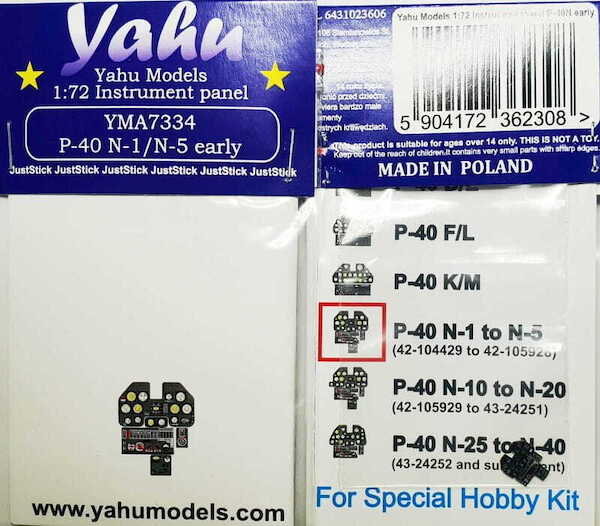 Yahu
Yahu Models
1:72 Instrument panel
YMA7334
P-40 N-1/N-5 early
JustStick JustStick JustStick JustStick JustStick JustStick
www.yahumodels.com
6431023606
Yahu Models 1:72 P-40N early.
5 904172 362308 >
product is suitable for ages over 14 only. THIS IS NOT A TOY.
Keep out of the reach of children. It contains very small parts with edges.
MADE IN POLAND
P-40 F/L
P-40 K/M
P-40 N-1 to N-5
(42-104429 to 42-105928)
P-40 N-10 to N-20
(42-105929 to 43-24251)
P-40 N-25 to N-40
(43-24252 and
For Special Hobby Kit